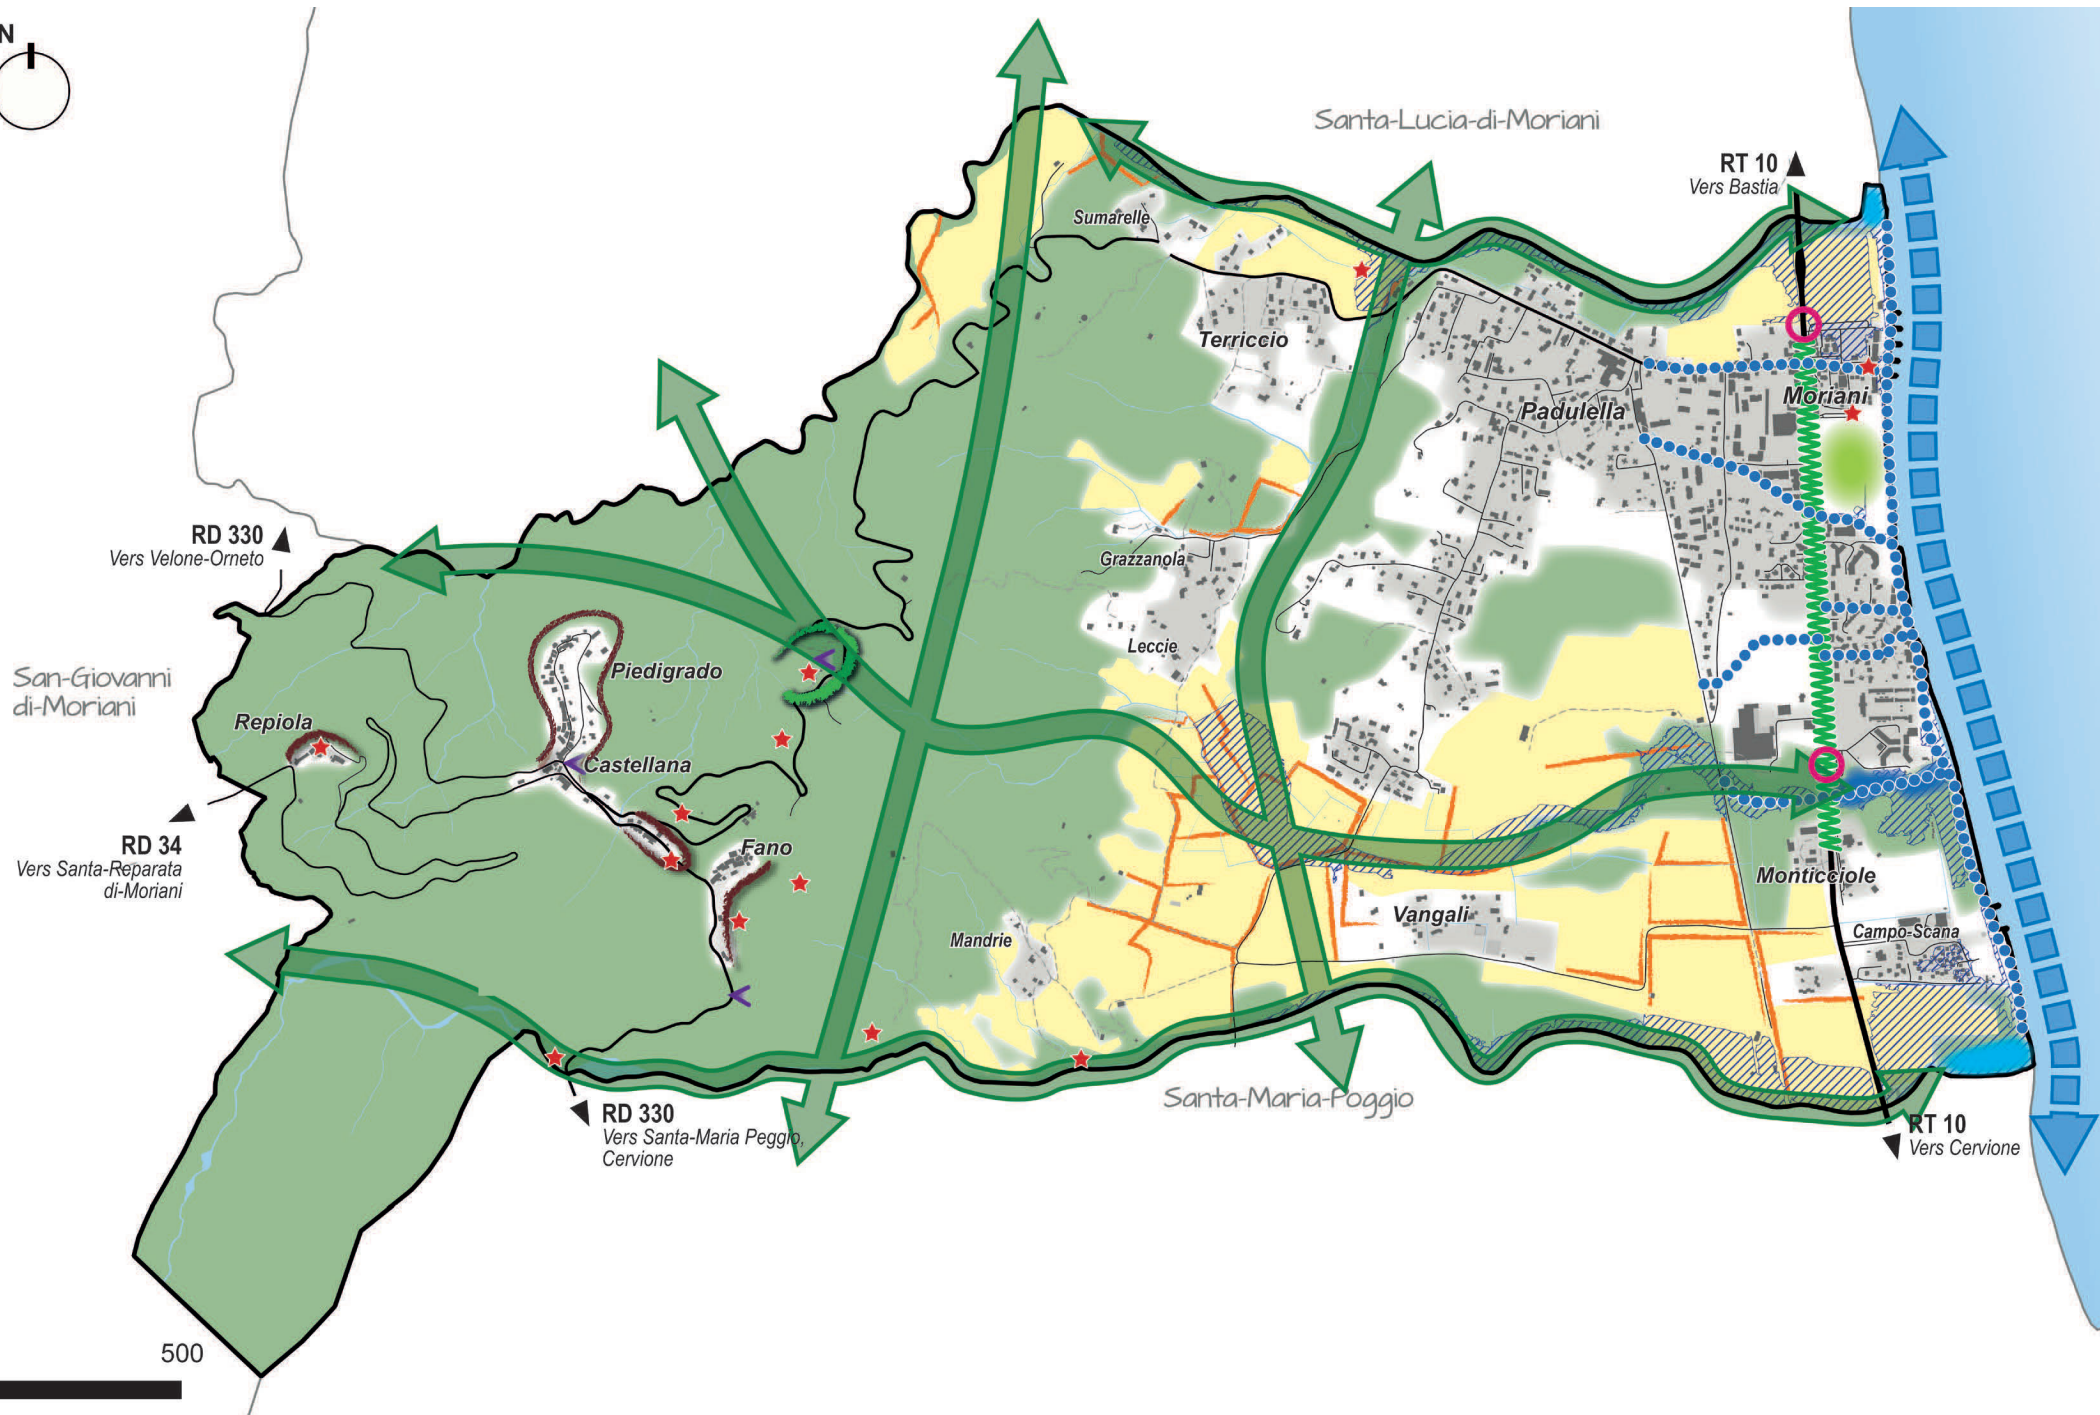 N
Santa-Lucia-di-Moriani
RT 10
Vers Bastia
Sumarelle
Terriccio
Moriani
Padulella
RD 330
Vers Velone-Orneto
Grazzanola
Leccie
San-Giovanni
di-Moriani
Piedigrado
Repiola
Castellana
RD 34
Vers Santa-Reparata
di-Moriani
Fano
Monticciole
Vangali
Mandrie
Campo-Scana
Santa-Maria-Poggio
RD 330
Vers Santa-Maria Peggio,
Cervione
RT 10
Vers Cervione
500